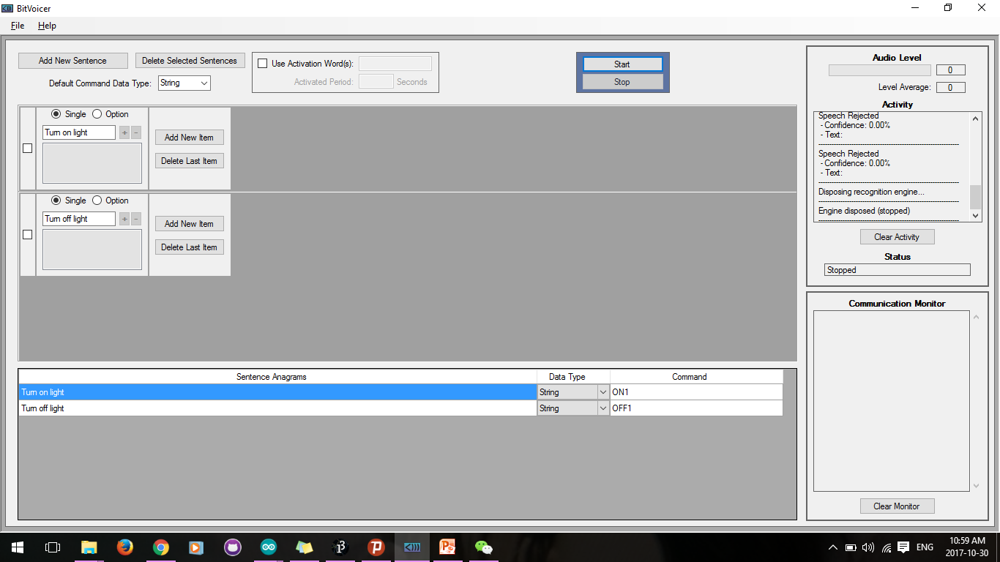 BitVoicer
File Help
Add New Sentence Delete Selected Sentences
Default Command Data Type: String
Use Activation Word(s):
Activated Period: Seconds
Start
Stop
Single Option
Turn on light + -
Add New Item
Delete Last Item
Single Option
Turn off light + -
Add New Item
Delete Last Item
Sentence Anagrams Data Type Command
Turn on light String ON1
Turn off light String OFF1
Audio Level
0
Level Average: 0
Activity
Speech Rejected
- Confidence: 0.00%
- Text:
Speech Rejected
- Confidence: 0.00%
- Text:
Disposing recognition engine...
Engine disposed (stopped)
Clear Activity
Status
Stopped
Communication Monitor
Clear Monitor
ENG
10:59 AM
2017-10-30